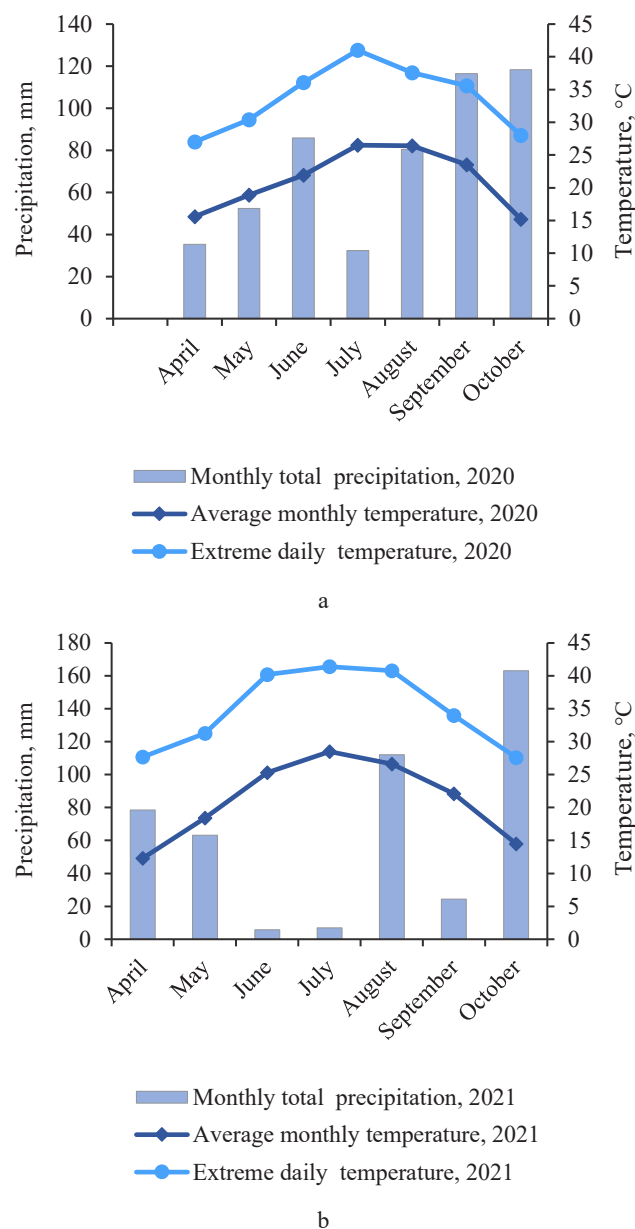 140
120
100
80
60
40
20
0
Precipitation, mm
45
40
35
30
25
20
15
10
5
0
Temperature, °C
April
May
June
July
August
September
October
Monthly total precipitation, 2020
Average monthly temperature, 2020
Extreme daily temperature, 2020
a
180
160
140
120
100
80
60
40
20
0
Precipitation, mm
45
40
35
30
25
20
15
10
5
0
Temperature, °C
April
May
June
July
August
September
October
Monthly total precipitation, 2021
Average monthly temperature, 2021
Extreme daily temperature, 2021
b